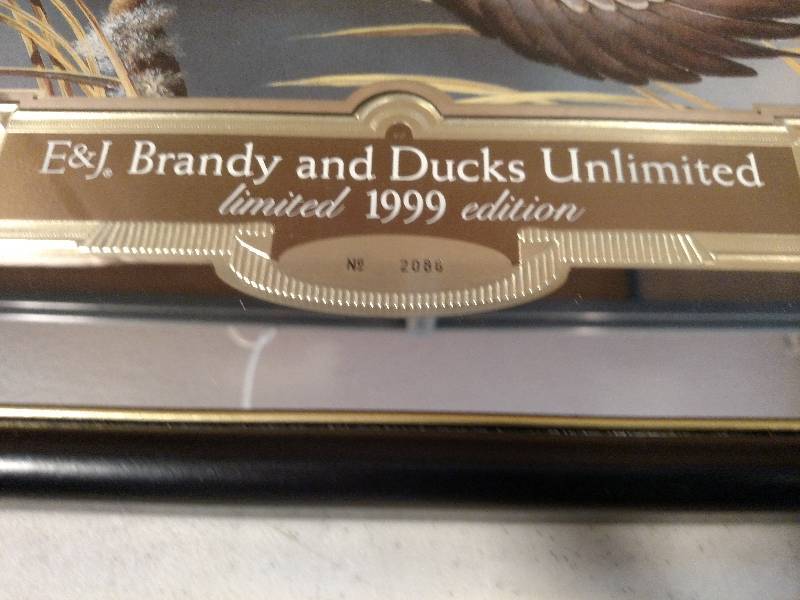 E&J® Brandy and Ducks Unlimited
limited 1999 edition
Nº 2086